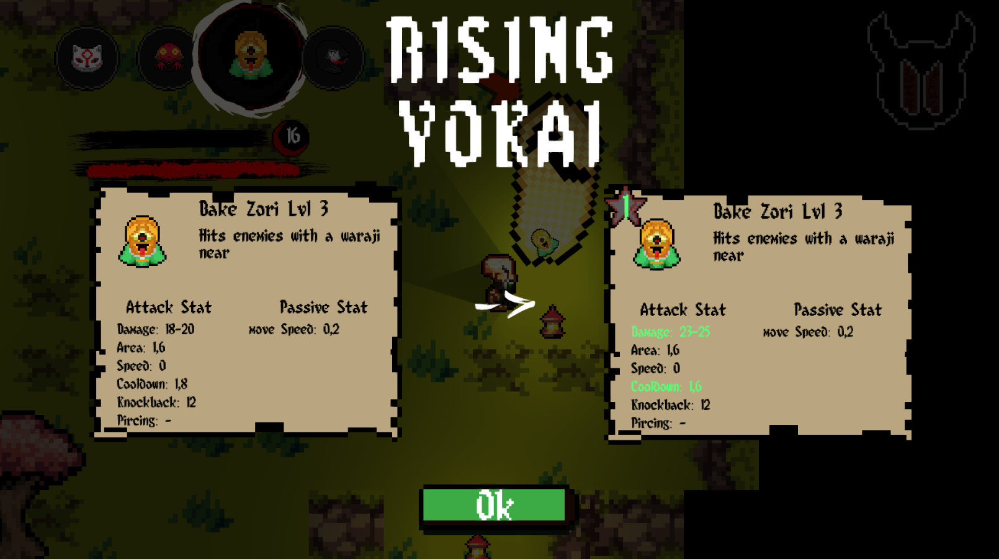 RISING
YOKAI
16
Bake Zori Lvl 3
Hits enemies with a waraji
near
Attack Stat
Passive Stat
Damage: 18-20
Move Speed: 0,2
Area: 1,6
Speed: 0
Cooldown: 1,8
Knockback: 12
Pircing: -
1
Bake Zori Lvl 3
Hits enemies with a waraji
near
Attack Stat
Passive Stat
Damage: 23-25
Move Speed: 0,2
Area: 1,6
Speed: 0
Cooldown: 1,6
Knockback: 12
Pircing: -
Ok